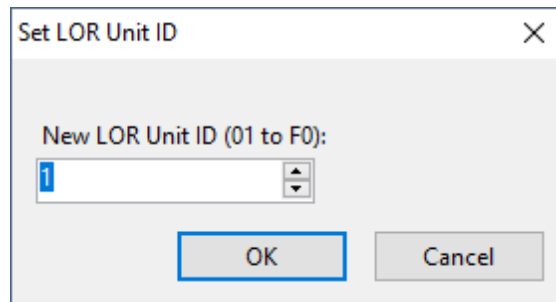 Set LOR Unit ID
New LOR Unit ID (01 to F0):
1
OK Cancel